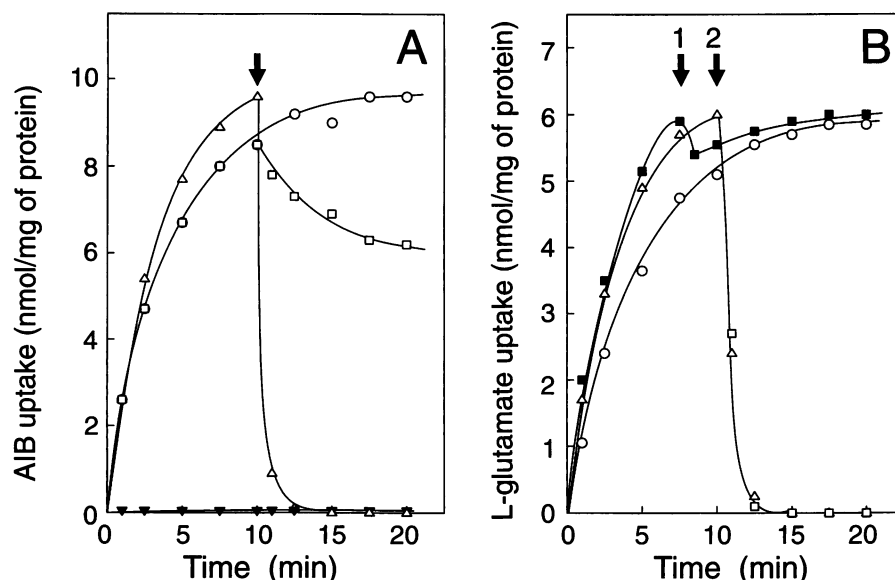 A
AIB uptake (nmol/mg of protein)
10
8
6
4
2
0
0 5 10 15 20
Time (min)
B
1 2
L-glutamate uptake (nmol/mg of protein)
7
6
5
4
3
2
1
0
0 5 10 15 20
Time (min)